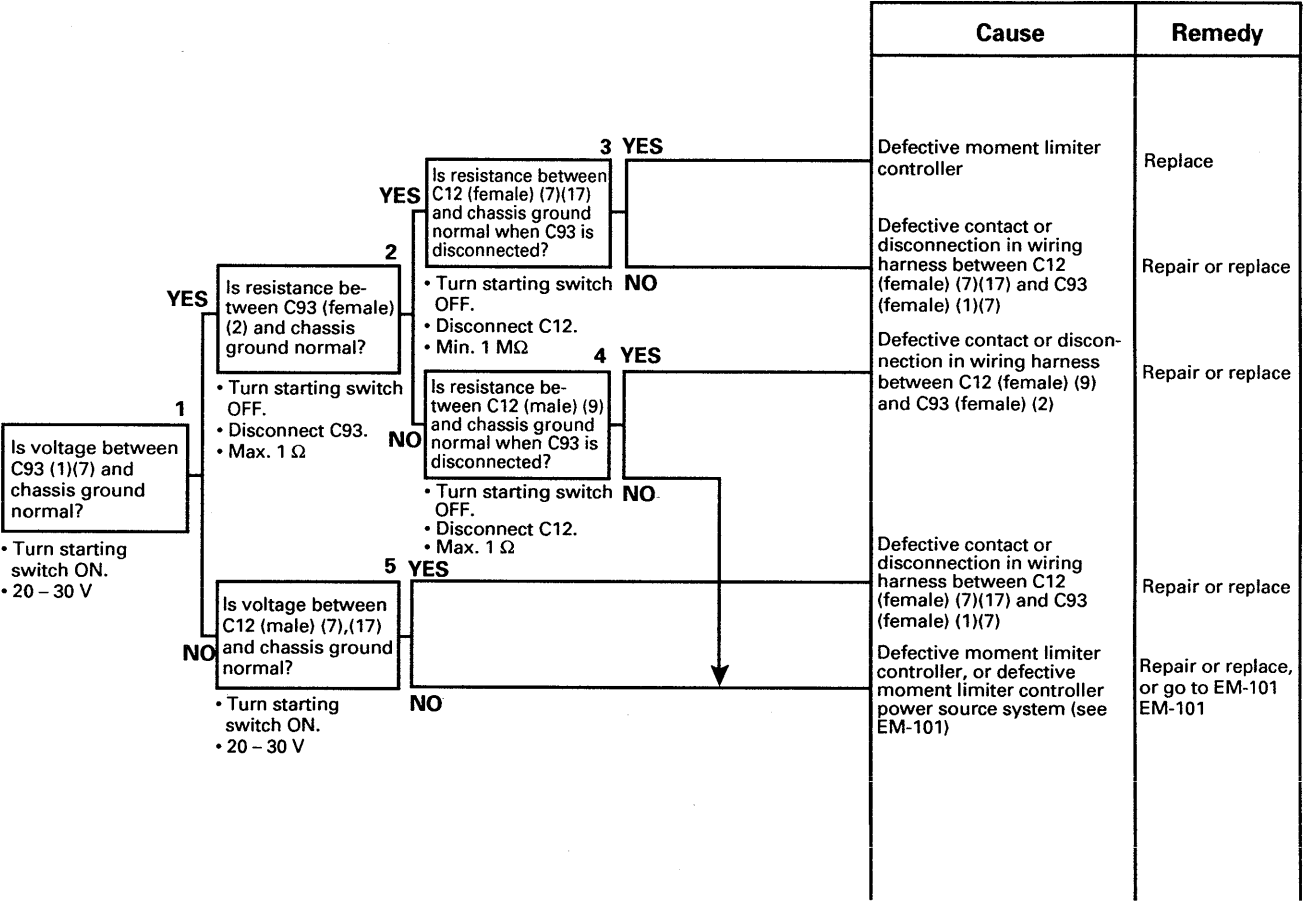 Cause
Remedy
1
Is voltage between
C93 (1)(7) and
chassis ground
normal?
• Turn starting
switch ON.
• 20 – 30 V
YES
NO
2
Is resistance be-
tween C93 (female)
(2) and chassis
ground normal?
• Turn starting switch
OFF.
• Disconnect C93.
• Max. 1 Ω
YES
NO
3
Is resistance between
C12 (female) (7)(17)
and chassis ground
normal when C93 is
disconnected?
• Turn starting switch
OFF.
• Disconnect C12.
• Min. 1 MΩ
YES
NO
4
Is resistance be-
tween C12 (male) (9)
and chassis ground
normal when C93 is
disconnected?
• Turn starting switch
OFF.
• Disconnect C12.
• Max. 1 Ω
YES
NO
5
Is voltage between
C12 (male) (7),(17)
and chassis ground
normal?
• Turn starting
switch ON.
• 20 – 30 V
YES
NO
Defective moment limiter
controller
Replace
Defective contact or
disconnection in wiring
harness between C12
(female) (7)(17) and C93
(female) (1)(7)
Repair or replace
Defective contact or discon-
nection in wiring harness
between C12 (female) (9)
and C93 (female) (2)
Repair or replace
Defective contact or
disconnection in wiring
harness between C12
(female) (7)(17) and C93
(female) (1)(7)
Repair or replace
Defective moment limiter
controller, or defective
moment limiter controller
power source system (see
EM-101)
Repair or replace,
or go to EM-101
EM-101